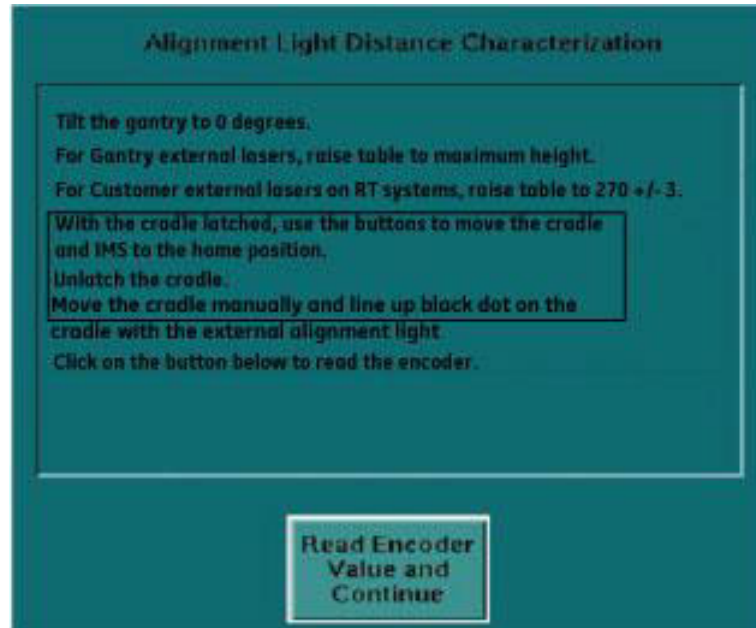 Alignment Light Distance Characterization
Tilt the gantry to 0 degrees.
For Gantry external lasers, raise table to maximum height.
For Customer external lasers on RT systems, raise table to 270 +/- 3.
With the cradle latched, use the buttons to move the cradle
and IMS to the home position.
Unlatch the cradle.
Move the cradle manually and line up black dot on the
cradle with the external alignment light
Click on the button below to read the encoder.
Read Encoder
Value and
Continue